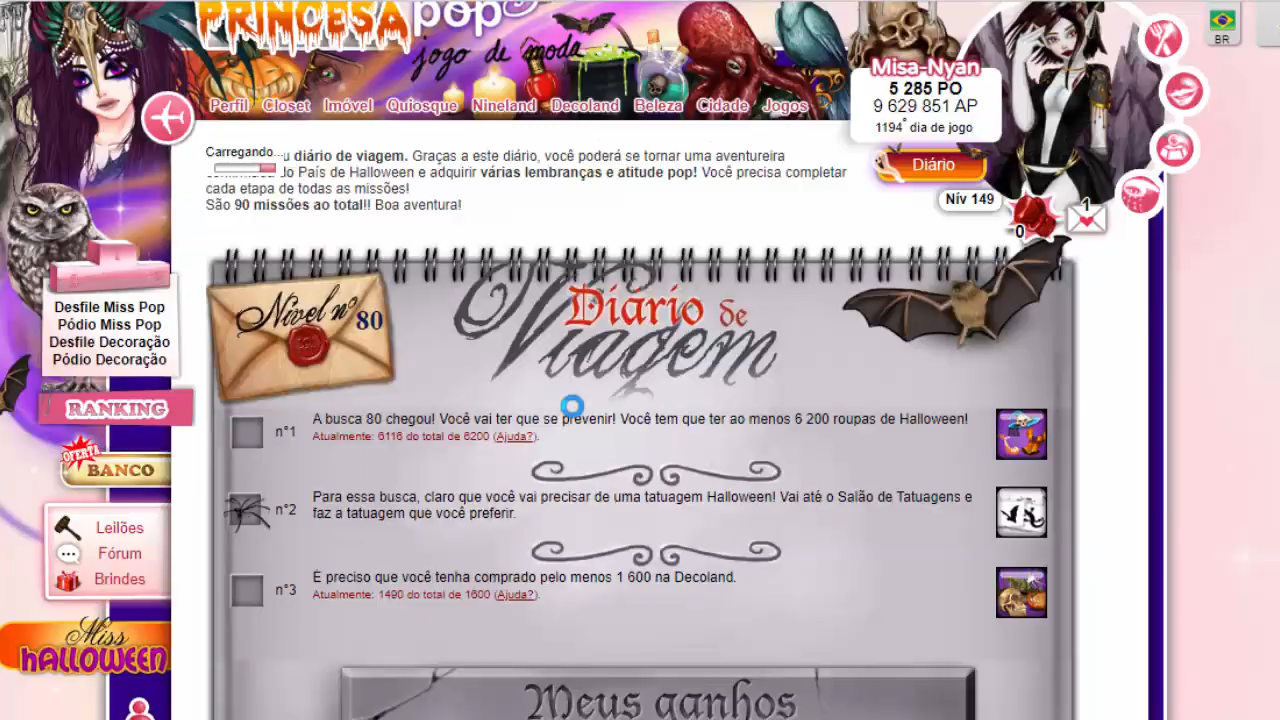 PRINCESA pop
jogo de moda
Perfil Closet Imóvel Quiosque Nineland Decoland Beleza Cidade Jogos
Misa-Nyan
5 285 PO
9 629 851 AP
1194° dia de jogo
Diário
Nív 149
0
1
BR
Carregando...
u diário de viagem. Graças a este diário, você poderá se tornar uma aventureira
lo País de Halloween e adquirir várias lembranças e atitude pop! Você precisa completar
cada etapa de todas as missões!
São 90 missões ao total!! Boa aventura!
Desfile Miss Pop
Pódio Miss Pop
Desfile Decoração
Pódio Decoração
RANKING
OFERTA
BANCO
Leilões
Fórum
Brindes
Miss
halloween
Nível n° 80
Diário de
Viagem
n°1
A busca 80 chegou! Você vai ter que se prevenir! Você tem que ter ao menos 6 200 roupas de Halloween!
Atualmente: 6116 do total de 6200 (Ajuda?).
n°2
Para essa busca, claro que você vai precisar de uma tatuagem Halloween! Vai até o Salão de Tatuagens e
faz a tatuagem que você preferir.
n°3
É preciso que você tenha comprado pelo menos 1 600 na Decoland.
Atualmente: 1490 do total de 1600 (Ajuda?).
Meus ganhos